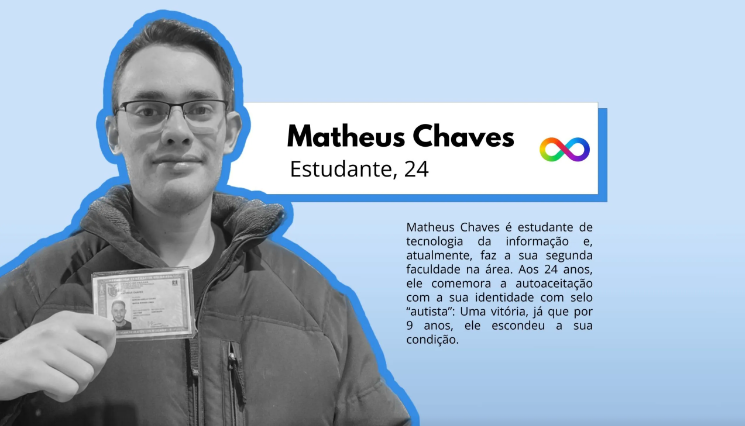 Matheus Chaves
Estudante, 24
Matheus Chaves é estudante de
tecnologia da informação e,
atualmente, faz a sua segunda
faculdade na área. Aos 24 anos,
ele comemora a autoaceitação
com a sua identidade com selo
“autista”: Uma vitória, já que por
9 anos, ele escondeu a sua
condição.